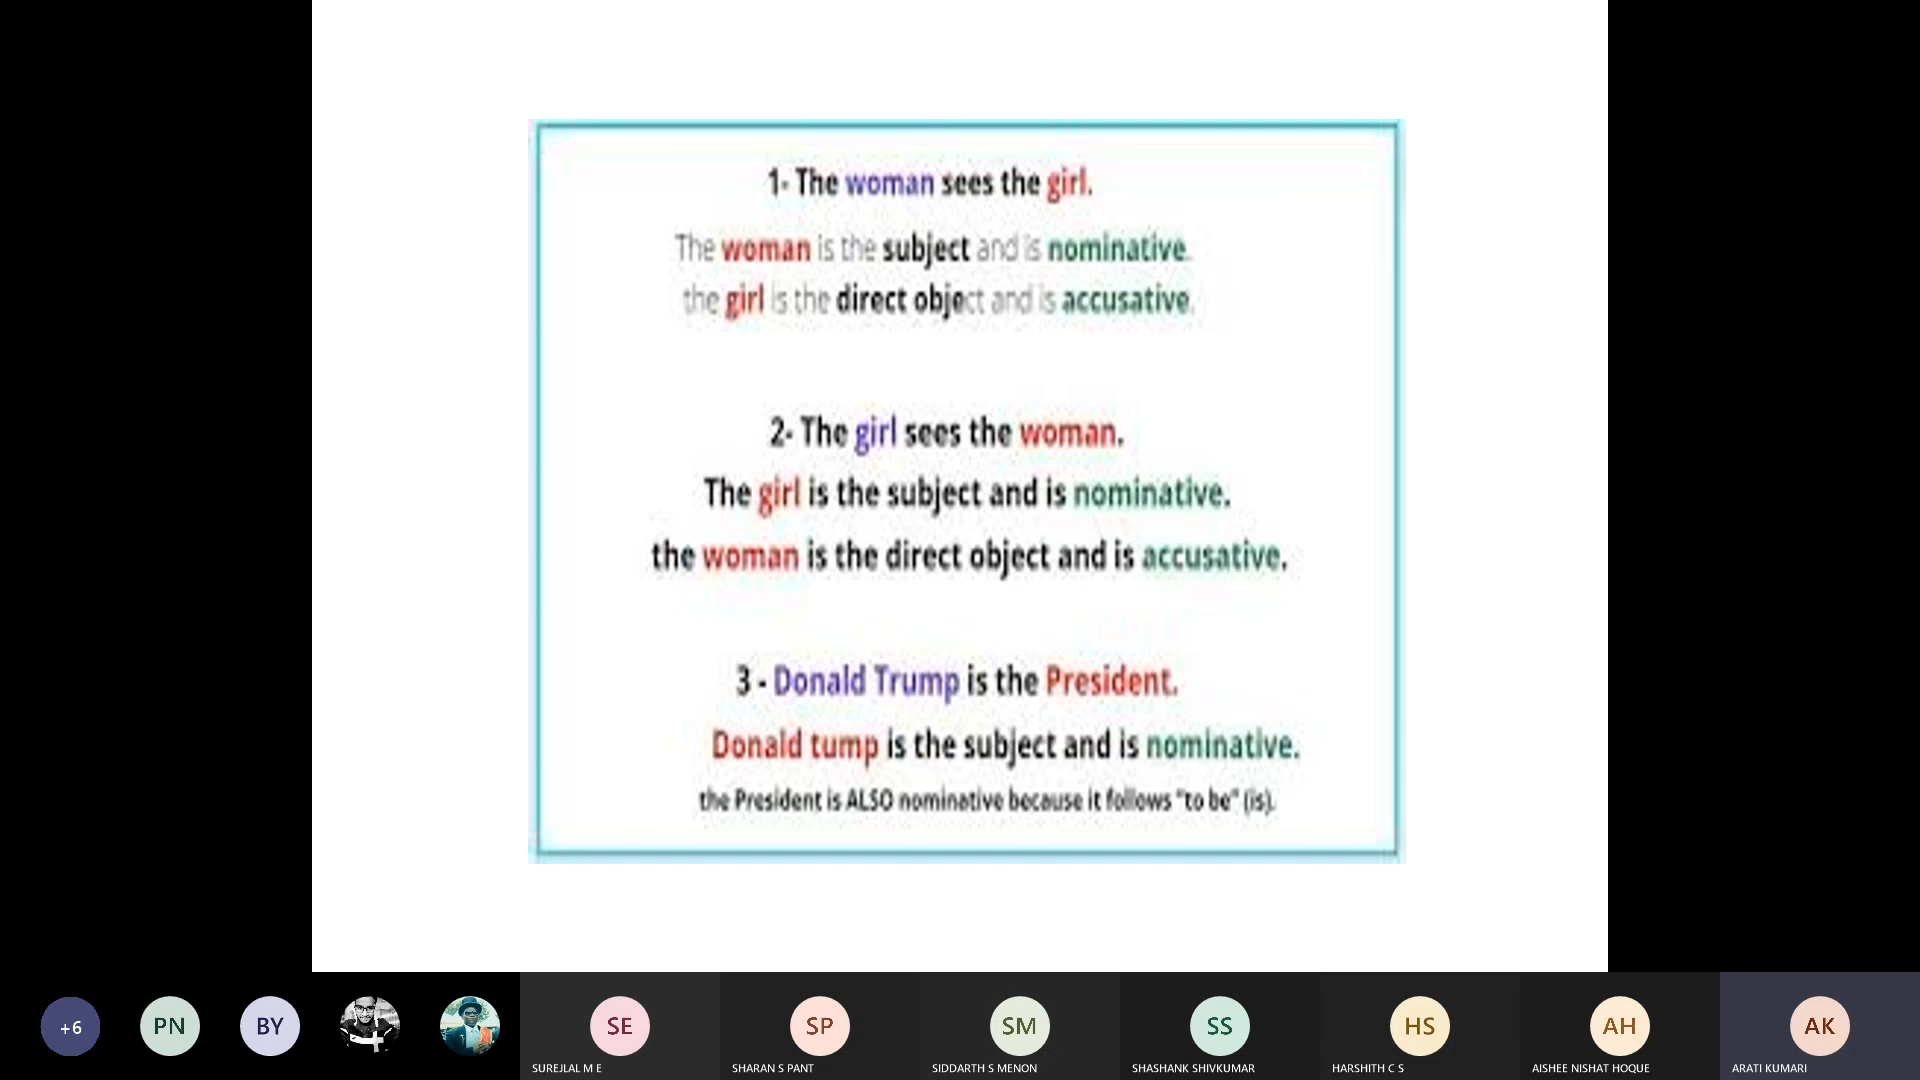 1- The woman sees the girl.
The woman is the subject and is nominative.
the girl is the direct object and is accusative.
2- The girl sees the woman.
The girl is the subject and is nominative.
the woman is the direct object and is accusative.
3 - Donald Trump is the President.
Donald tump is the subject and is nominative.
the President is ALSO nominative because it follows "to be" (is).
+6 PN BY SE SP SM SS HS AH AK
SUREJLAL M E SHARAN S PANT SIDDARTH S MENON SHASHANK SHIVKUMAR HARSHITH C S AISHEE NISHAT HOQUE ARATI KUMARI